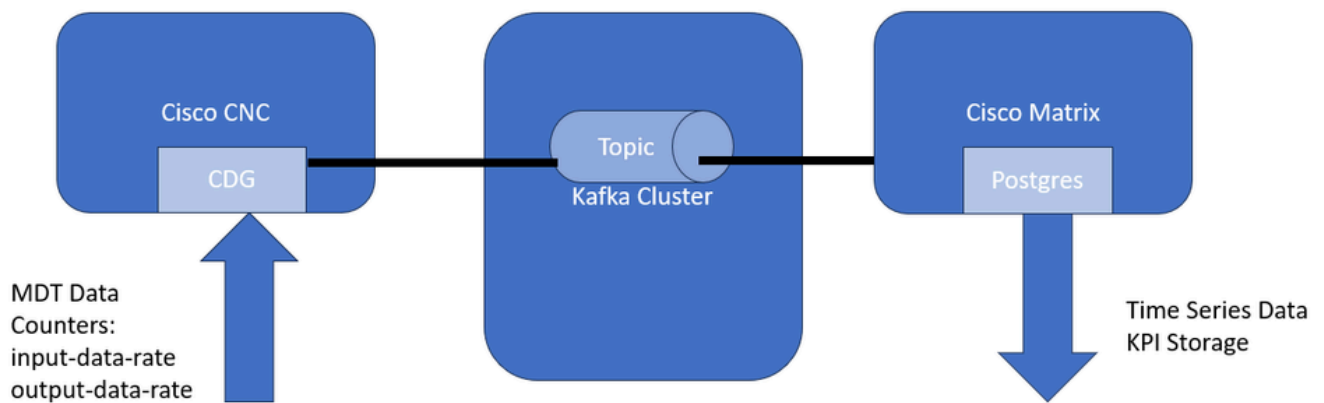 Cisco CNC
CDG
MDT Data
Counters:
input-data-rate
output-data-rate
Topic
Kafka Cluster
Cisco Matrix
Postgres
Time Series Data
KPI Storage